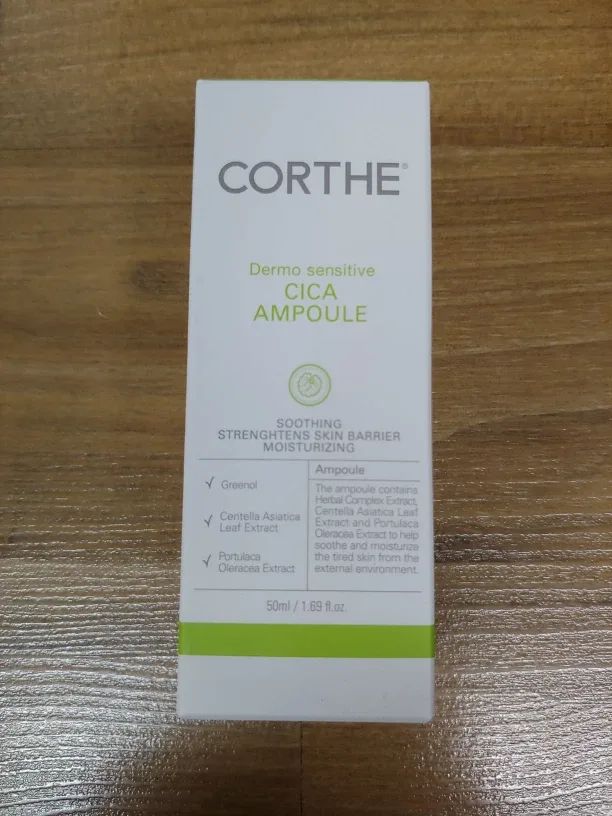 CORTHE®
Dermo sensitive
CICA
AMPOULE
SOOTHING
STRENGHTENS SKIN BARRIER
MOISTURIZING
√ Greenol
√ Centella Asiatica
Leaf Extract
√ Portulaca
Oleracea Extract
Ampoule
The ampoule contains
Herbal Complex Extract,
Centella Asiatica Leaf
Extract and Portulaca
Oleracea Extract to help
soothe and moisturize
the tired skin from the
external environment.
50ml / 1.69 fl.oz.